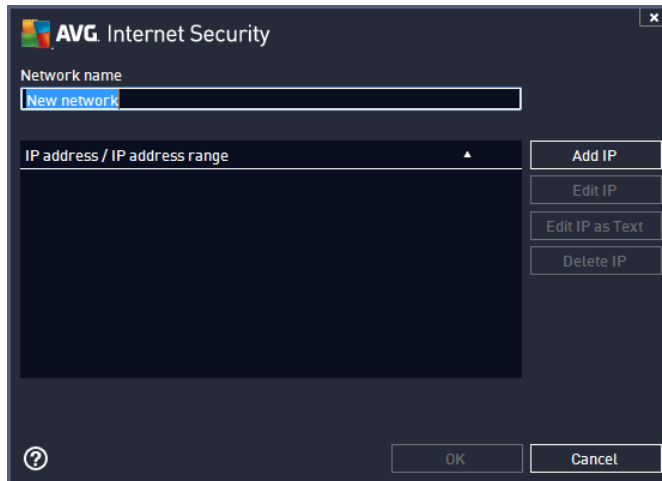 AVG. Internet Security
Network name
New network
IP address / IP address range
Add IP
Edit IP
Edit IP as Text
Delete IP
OK
Cancel